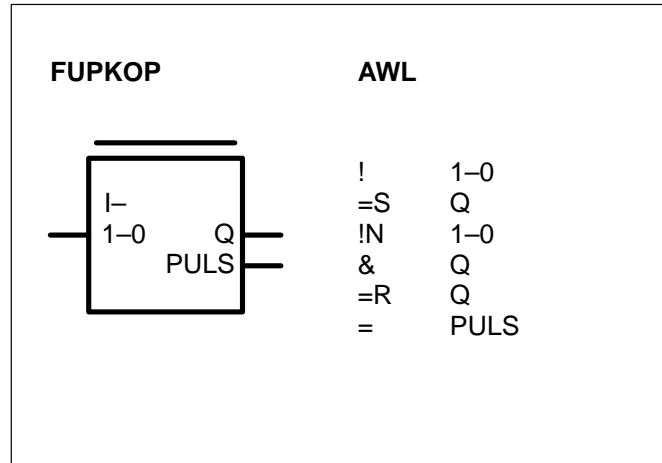 FUPKOP AWL
I–
1–0 Q
PULS
! 1–0
=S Q
!N 1–0
& Q
=R Q
= PULS